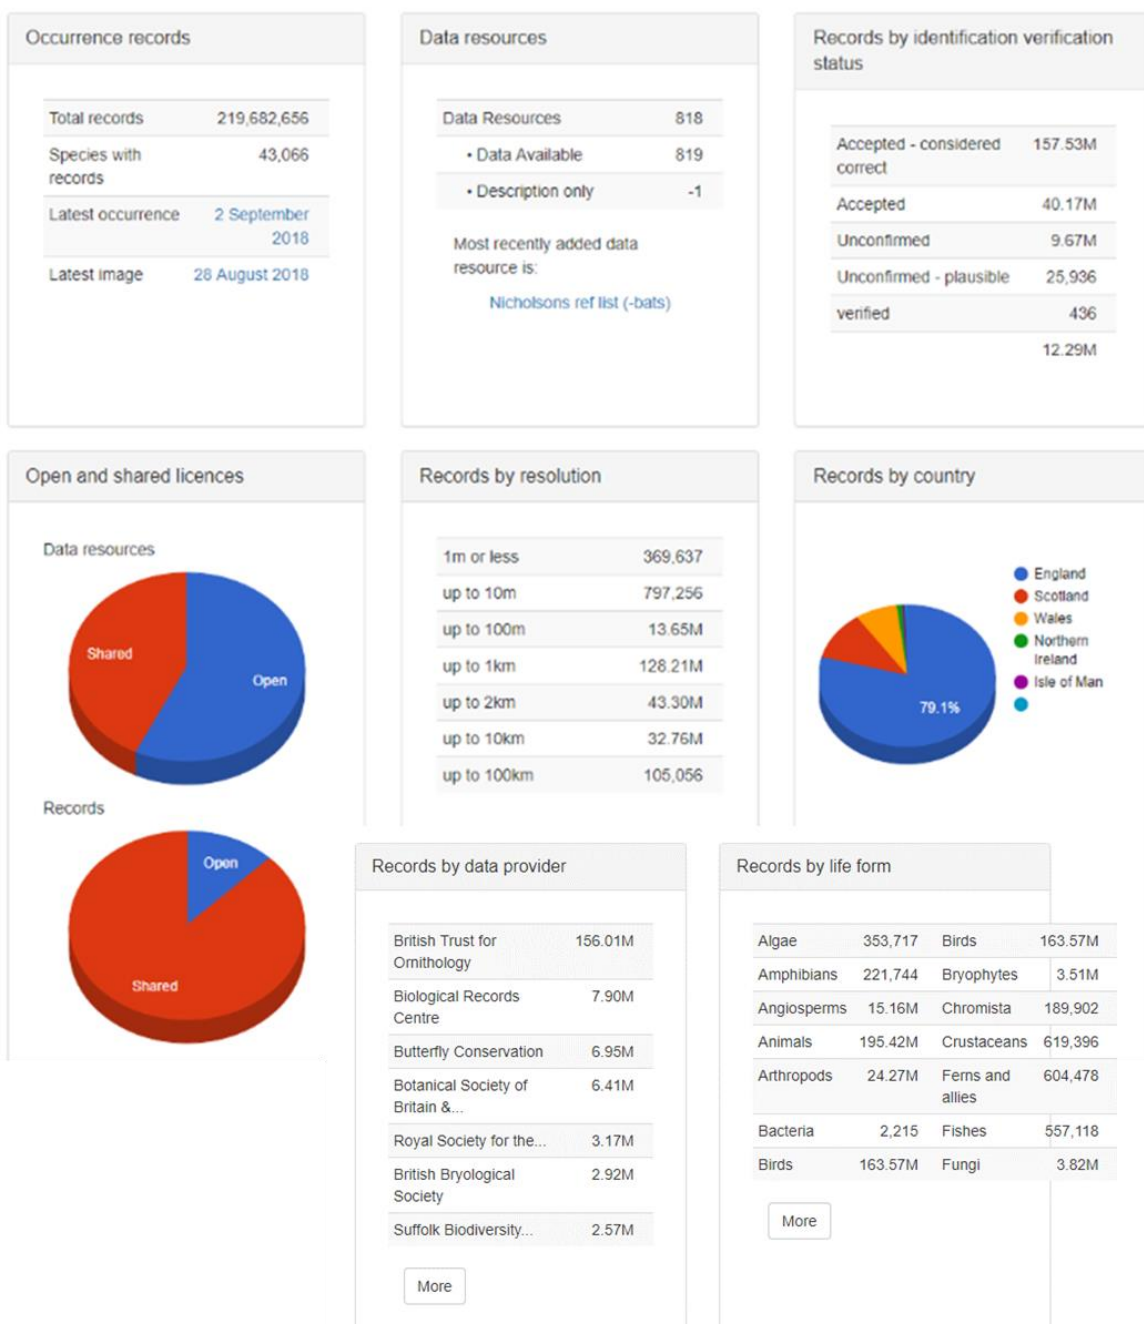 Occurrence records
Total records 219,682,656
Species with 43,066
records
Latest occurrence 2 September
2018
Latest image 28 August 2018
Data resources
Data Resources 818
• Data Available 819
• Description only -1
Most recently added data
resource is:
Nicholsons ref list (-bats)
Records by identification verification
status
Accepted - considered 157.53M
correct
Accepted 40.17M
Unconfirmed 9.67M
Unconfirmed - plausible 25,936
verified 436
12.29M
Open and shared licences
Data resources
Shared
Open
Records
Open
Shared
Records by resolution
1m or less 369,637
up to 10m 797,256
up to 100m 13.65M
up to 1km 128.21M
up to 2km 43.30M
up to 10km 32.76M
up to 100km 105,056
Records by country
79.1%
England
Scotland
Wales
Northern
Ireland
Isle of Man
Records by data provider
British Trust for 156.01M
Ornithology
Biological Records 7.90M
Centre
Butterfly Conservation 6.95M
Botanical Society of 6.41M
Britain &...
Royal Society for the... 3.17M
British Bryological 2.92M
Society
Suffolk Biodiversity... 2.57M
More
Records by life form
Algae 353,717 Birds 163.57M
Amphibians 221,744 Bryophytes 3.51M
Angiosperms 15.16M Chromista 189,902
Animals 195.42M Crustaceans 619,396
Arthropods 24.27M Ferns and 604,478
allies
Bacteria 2,215 Fishes 557,118
Birds 163.57M Fungi 3.82M
More